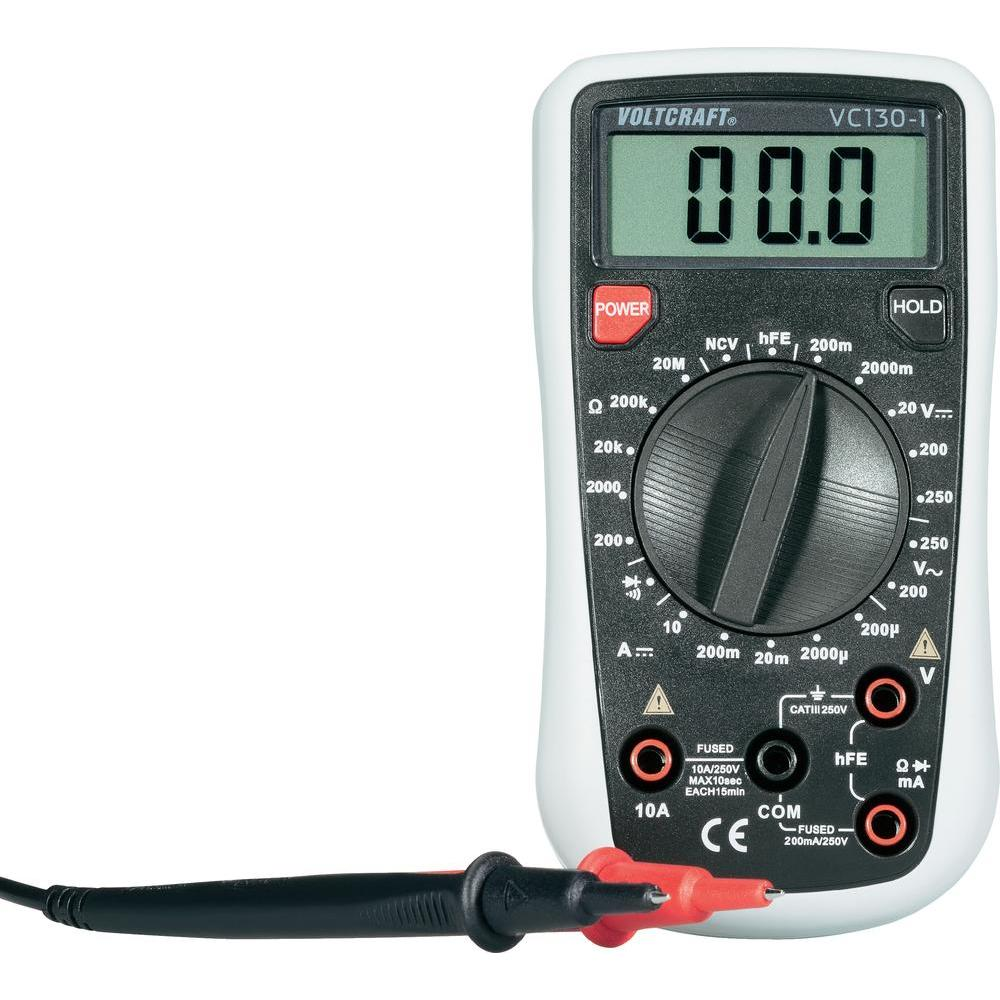 VOLTCRAFT® VC130-1
00.0
POWER HOLD
NCV hFE 200m
20M 2000m
Ω 200k 20 V⎓
20k 200
2000 250
200 250
V~
200
10 200µ
A⎓ 200m 20m 2000µ
V
CATIII 250V
FUSED
10A/250V
MAX10sec
EACH15min
hFE
Ω
mA
10A COM
CE
FUSED
200mA/250V